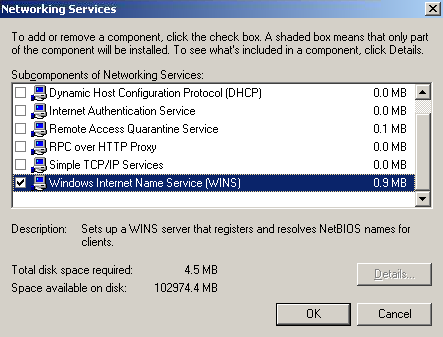 Networking Services
To add or remove a component, click the check box. A shaded box means that only part
of the component will be installed. To see what's included in a component, click Details.
Subcomponents of Networking Services:
Dynamic Host Configuration Protocol (DHCP) 0.0 MB
Internet Authentication Service 0.0 MB
Remote Access Quarantine Service 0.1 MB
RPC over HTTP Proxy 0.0 MB
Simple TCP/IP Services 0.0 MB
Windows Internet Name Service (WINS) 0.9 MB
Description: Sets up a WINS server that registers and resolves NetBIOS names for
clients.
Total disk space required: 4.5 MB
Space available on disk: 102974.4 MB
Details...
OK Cancel